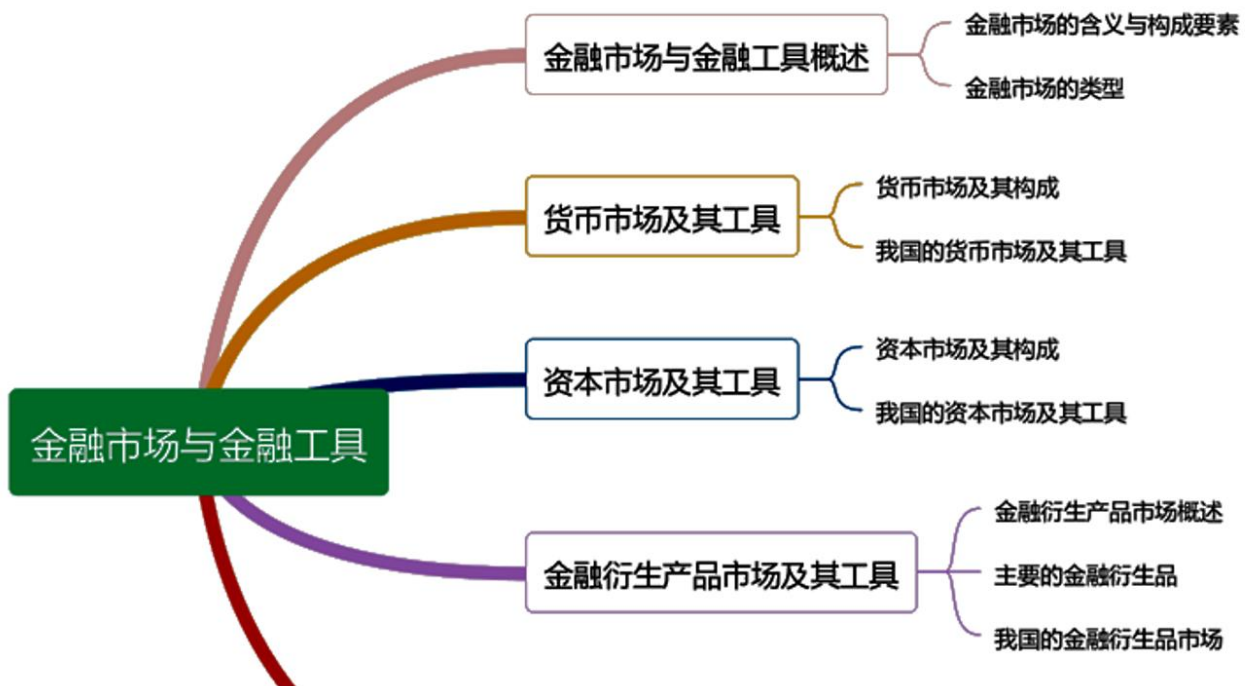 金融市场与金融工具概述
金融市场的含义与构成要素
金融市场的类型
货币市场及其工具
货币市场及其构成
我国的货币市场及其工具
资本市场及其工具
资本市场及其构成
我国的资本市场及其工具
金融市场与金融工具
金融衍生产品市场及其工具
金融衍生产品市场概述
主要的金融衍生品
我国的金融衍生品市场